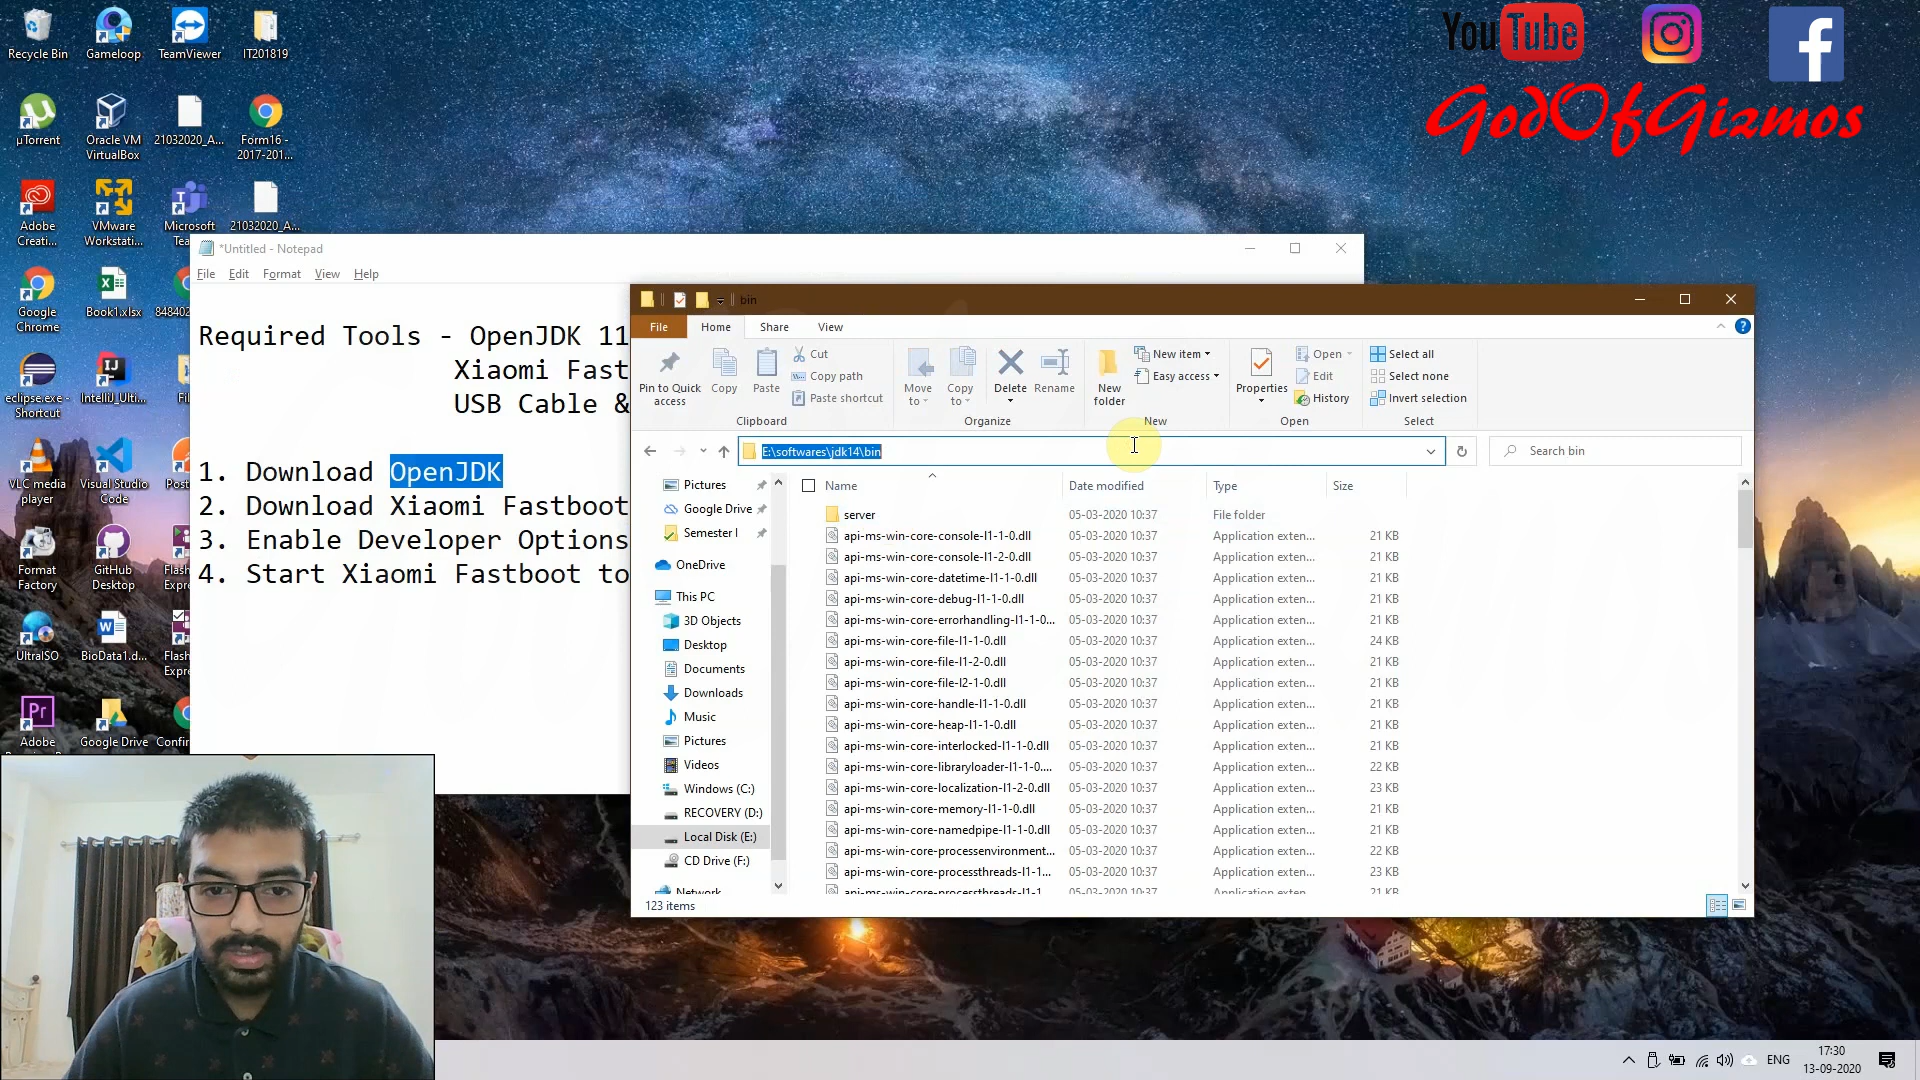 Recycle Bin
Gameloop
TeamViewer
IT201819
YouTube
GodOfGizmos
µTorrent
Oracle VM
VirtualBox
21032020_A...
Form16 -
2017-201...
Adobe
Creati...
VMware
Workstati...
Microsoft
Tea
21032020_A...
Google
Chrome
Book1.xlsx
848402
eclipse.exe -
Shortcut
IntelliJ_Ulti...
Fil
VLC media
player
Visual Studio
Code
Post
Format
Factory
GitHub
Desktop
Flash
Expre
UltraISO
BioData1.d...
Flash
Expre
Adobe
Google Drive
Confir
*Untitled - Notepad
File Edit Format View Help
Required Tools - OpenJDK 11
Xiaomi Fast
USB Cable &
1. Download OpenJDK
2. Download Xiaomi Fastboot
3. Enable Developer Options
4. Start Xiaomi Fastboot to
bin
File Home Share View
Pin to Quick
access
Copy
Paste
Cut
Copy path
Paste shortcut
Clipboard
Move
to
Copy
to
Delete
Rename
Organize
New
folder
New item
Easy access
New
Properties
Open
Edit
History
Open
Select all
Select none
Invert selection
Select
E:\softwares\jdk14\bin
Search bin
Pictures
Google Drive
Semester I
OneDrive
This PC
3D Objects
Desktop
Documents
Downloads
Music
Pictures
Videos
Windows (C:)
RECOVERY (D:)
Local Disk (E:)
CD Drive (F:)
Network
Name Date modified Type Size
server 05-03-2020 10:37 File folder
api-ms-win-core-console-l1-1-0.dll 05-03-2020 10:37 Application exten... 21 KB
api-ms-win-core-console-l1-2-0.dll 05-03-2020 10:37 Application exten... 21 KB
api-ms-win-core-datetime-l1-1-0.dll 05-03-2020 10:37 Application exten... 21 KB
api-ms-win-core-debug-l1-1-0.dll 05-03-2020 10:37 Application exten... 21 KB
api-ms-win-core-errorhandling-l1-1-0... 05-03-2020 10:37 Application exten... 21 KB
api-ms-win-core-file-l1-1-0.dll 05-03-2020 10:37 Application exten... 24 KB
api-ms-win-core-file-l1-2-0.dll 05-03-2020 10:37 Application exten... 21 KB
api-ms-win-core-file-l2-1-0.dll 05-03-2020 10:37 Application exten... 21 KB
api-ms-win-core-handle-l1-1-0.dll 05-03-2020 10:37 Application exten... 21 KB
api-ms-win-core-heap-l1-1-0.dll 05-03-2020 10:37 Application exten... 21 KB
api-ms-win-core-interlocked-l1-1-0.dll 05-03-2020 10:37 Application exten... 21 KB
api-ms-win-core-libraryloader-l1-1-0.... 05-03-2020 10:37 Application exten... 22 KB
api-ms-win-core-localization-l1-2-0.dll 05-03-2020 10:37 Application exten... 23 KB
api-ms-win-core-memory-l1-1-0.dll 05-03-2020 10:37 Application exten... 21 KB
api-ms-win-core-namedpipe-l1-1-0.dll 05-03-2020 10:37 Application exten... 21 KB
api-ms-win-core-processenvironment... 05-03-2020 10:37 Application exten... 22 KB
api-ms-win-core-processthreads-l1-1... 05-03-2020 10:37 Application exten... 23 KB
api-ms-win-core-processthreads-l1-1 05-03-2020 10:37 Application exten... 21 KB
123 items
ENG
17:30
13-09-2020